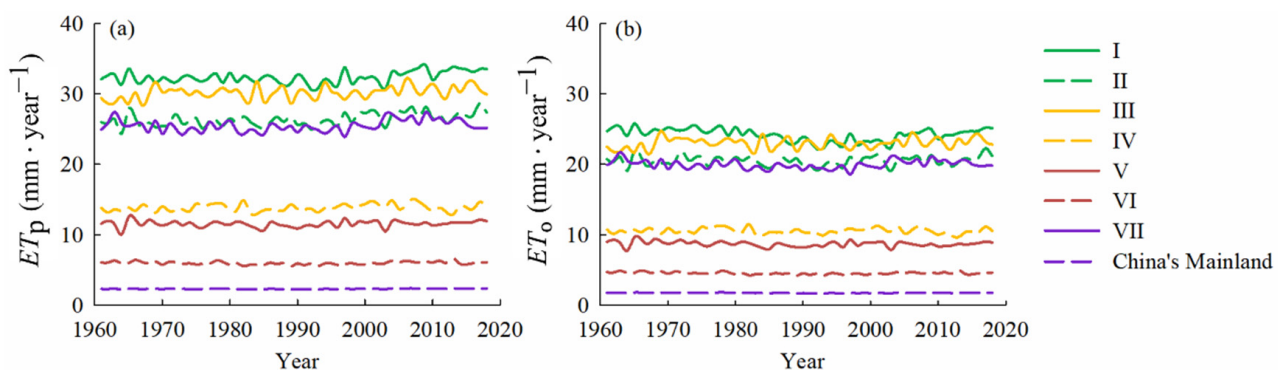 (a)
40
30
20
10
0
ETp (mm · year⁻¹)
1960 1970 1980 1990 2000 2010 2020
Year
(b)
40
30
20
10
0
ETo (mm · year⁻¹)
1960 1970 1980 1990 2000 2010 2020
Year
I
II
III
IV
V
VI
VII
China's Mainland